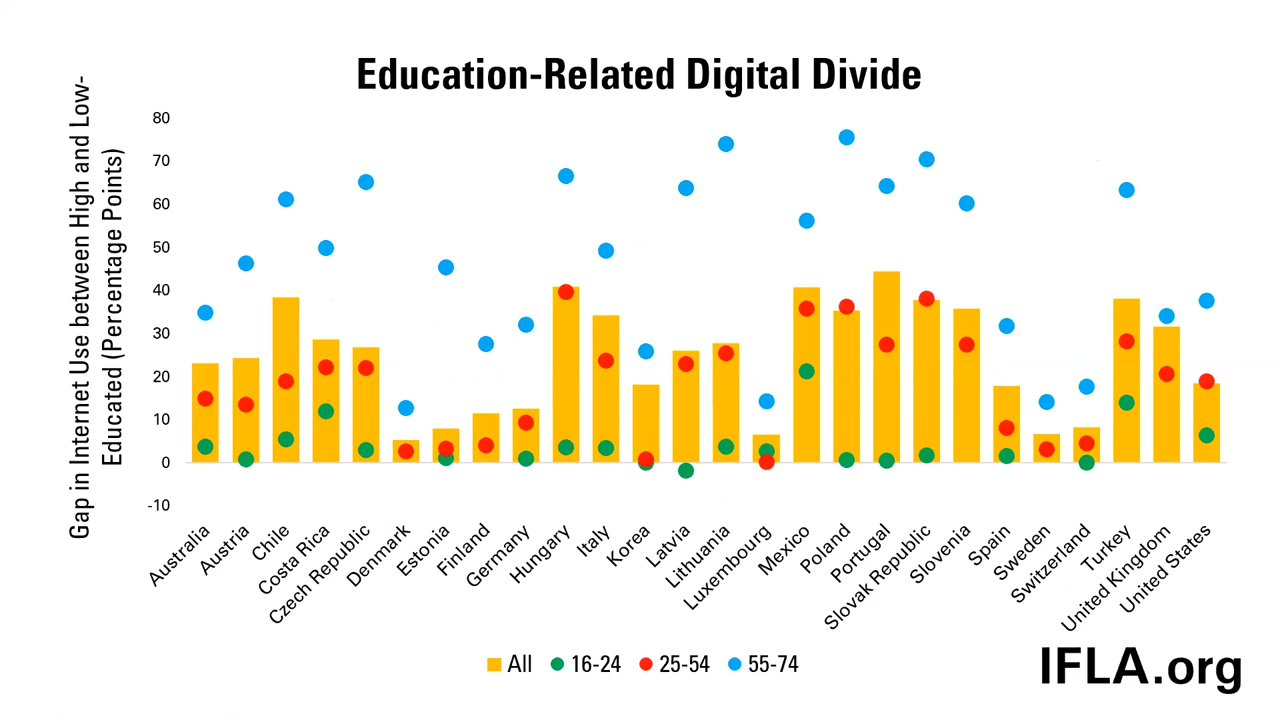 Education-Related Digital Divide
Gap in Internet Use between High and Low-
Educated (Percentage Points)
80
70
60
50
40
30
20
10
0
-10
Australia
Austria
Chile
Costa Rica
Czech Republic
Denmark
Estonia
Finland
Germany
Hungary
Italy
Korea
Latvia
Lithuania
Luxembourg
Mexico
Poland
Portugal
Slovak Republic
Slovenia
Spain
Sweden
Switzerland
Turkey
United Kingdom
United States
All 16-24 25-54 55-74
IFLA.org